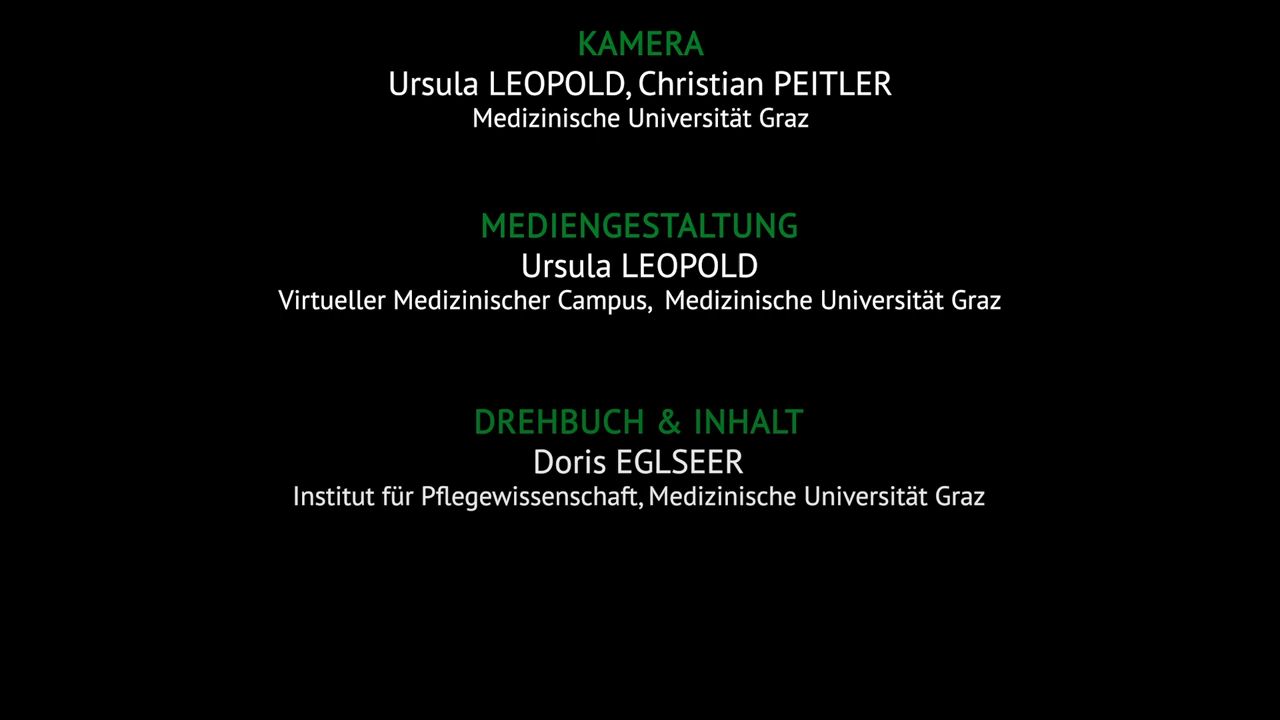 KAMERA
Ursula LEOPOLD, Christian PEITLER
Medizinische Universität Graz
MEDIENGESTALTUNG
Ursula LEOPOLD
Virtueller Medizinischer Campus, Medizinische Universität Graz
DREHBUCH & INHALT
Doris EGLSEER
Institut für Pflegewissenschaft, Medizinische Universität Graz